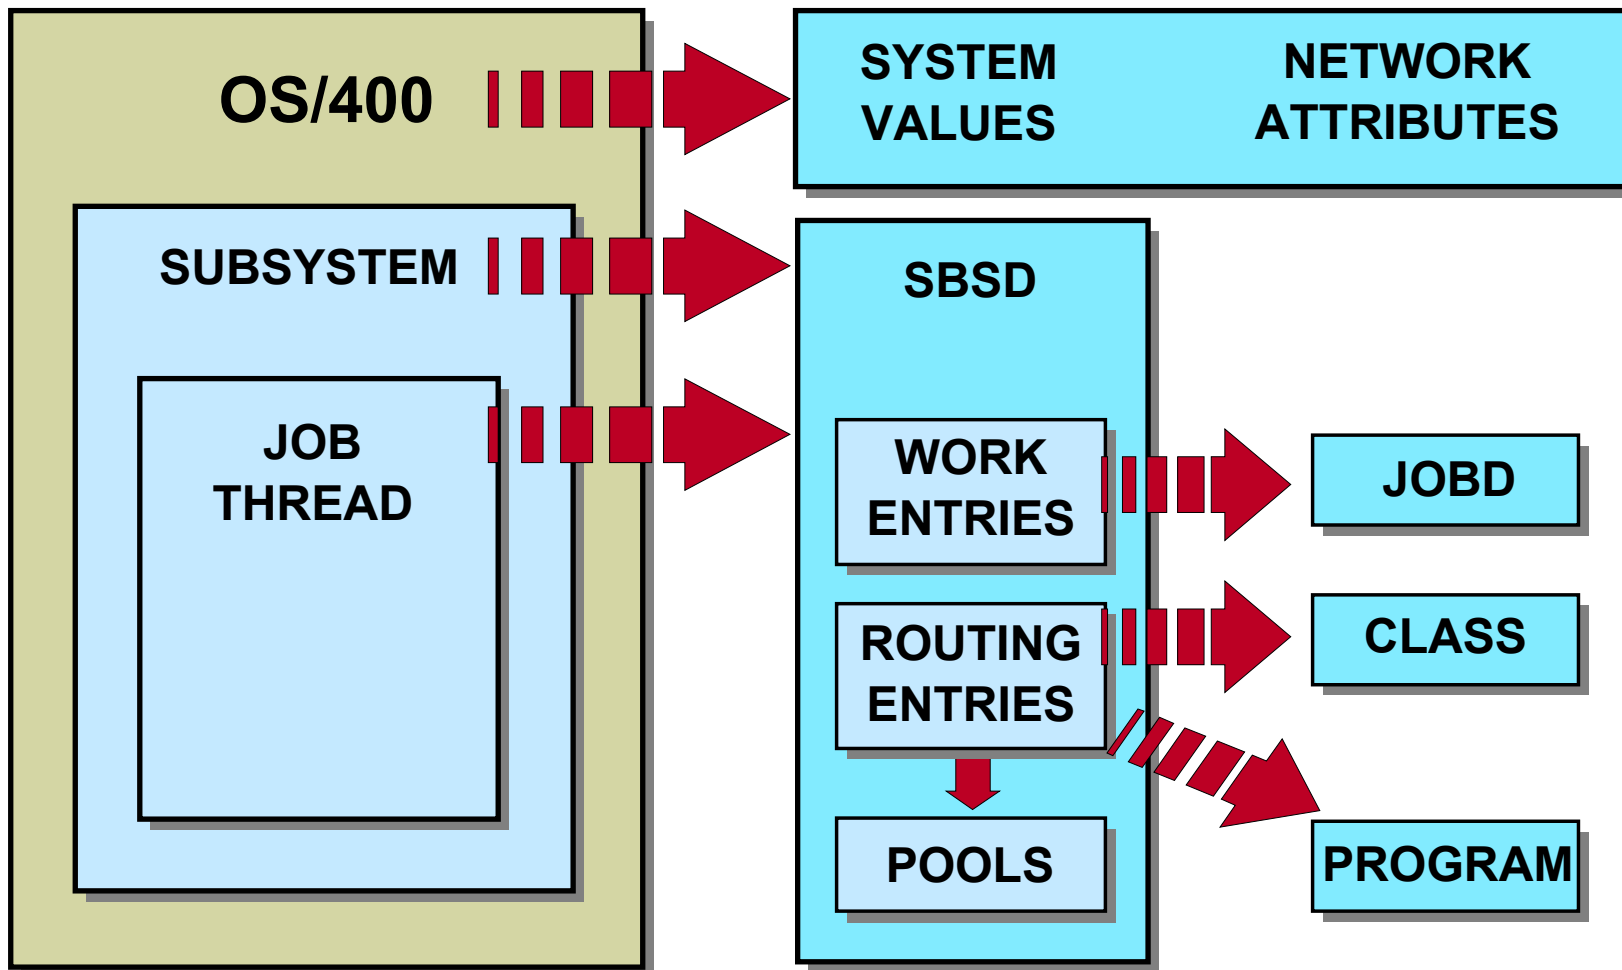 OS/400
SUBSYSTEM
JOB
THREAD
SYSTEM
VALUES
NETWORK
ATTRIBUTES
SBSD
WORK
ENTRIES
ROUTING
ENTRIES
POOLS
JOBD
CLASS
PROGRAM